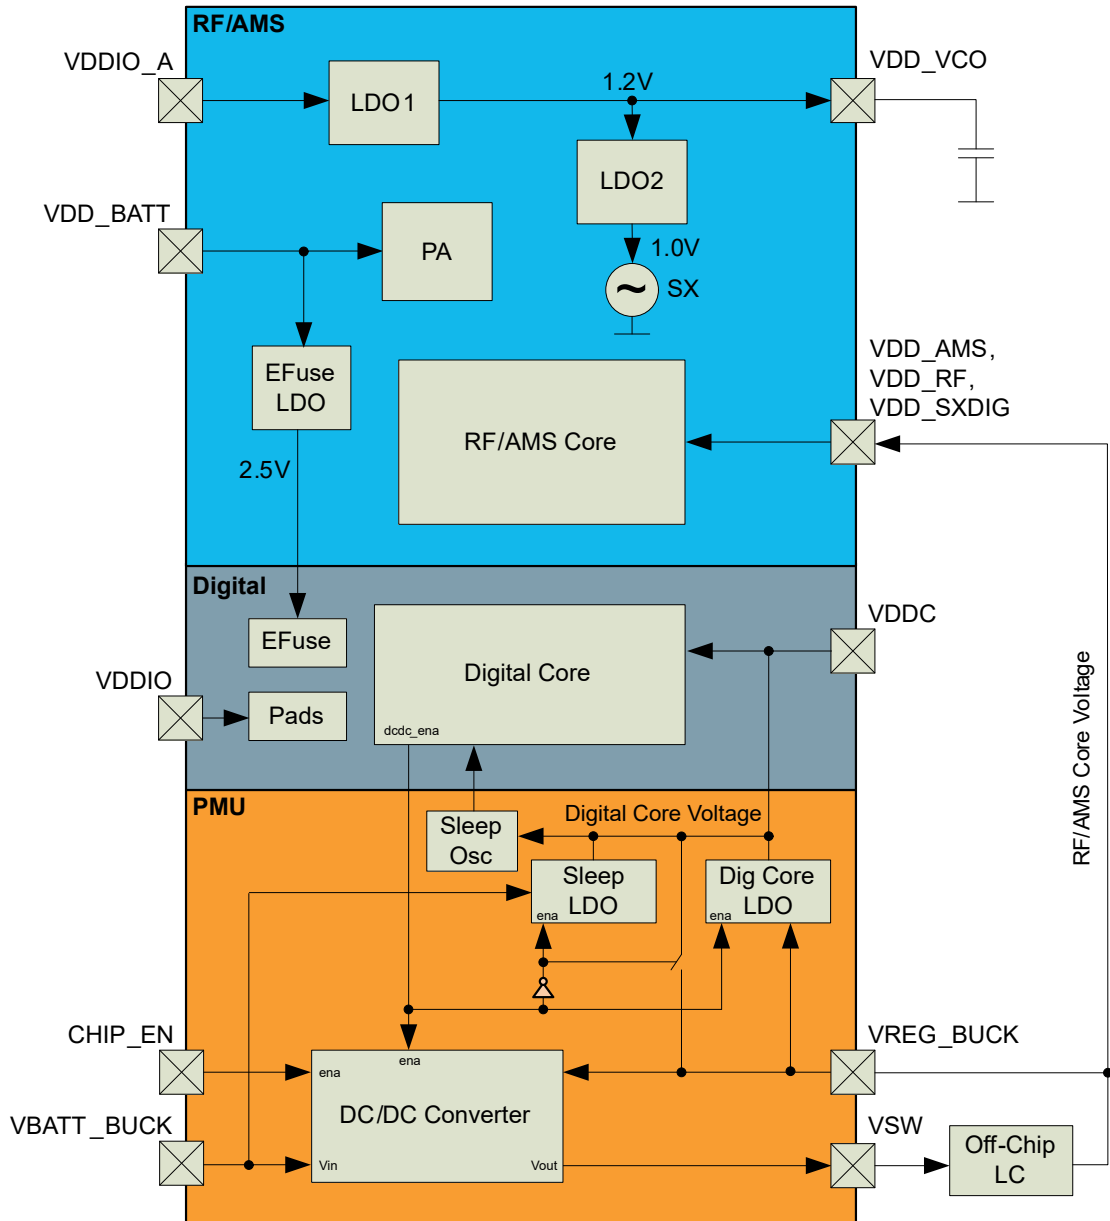 RF/AMS
VDDIO_A
LDO1
1.2V
VDD_VCO
LDO2
VDD_BATT
PA
1.0V
SX
EFuse
LDO
2.5V
RF/AMS Core
VDD_AMS,
VDD_RF,
VDD_SXDIG
Digital
EFuse
VDDIO
Pads
Digital Core
dcdc_ena
VDDC
RF/AMS Core Voltage
PMU
Sleep
Osc
Digital Core Voltage
Sleep
LDO
ena
Dig Core
LDO
ena
CHIP_EN
ena
ena
DC/DC Converter
VREG_BUCK
VBATT_BUCK
Vin
Vout
VSW
Off-Chip
LC